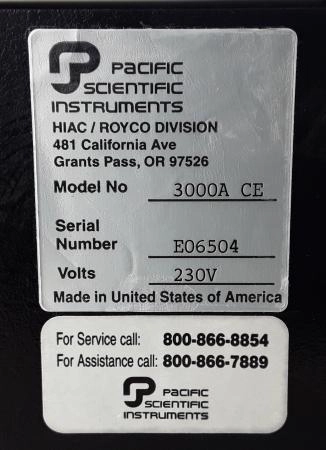 PACIFIC
SCIENTIFIC
INSTRUMENTS
HIAC / ROYCO DIVISION
481 California Ave
Grants Pass, OR 97526
Model No 3000A CE
Serial
Number E06504
Volts 230V
Made in United States of America
For Service call: 800-866-8854
For Assistance call: 800-866-7889
PACIFIC
SCIENTIFIC
INSTRUMENTS